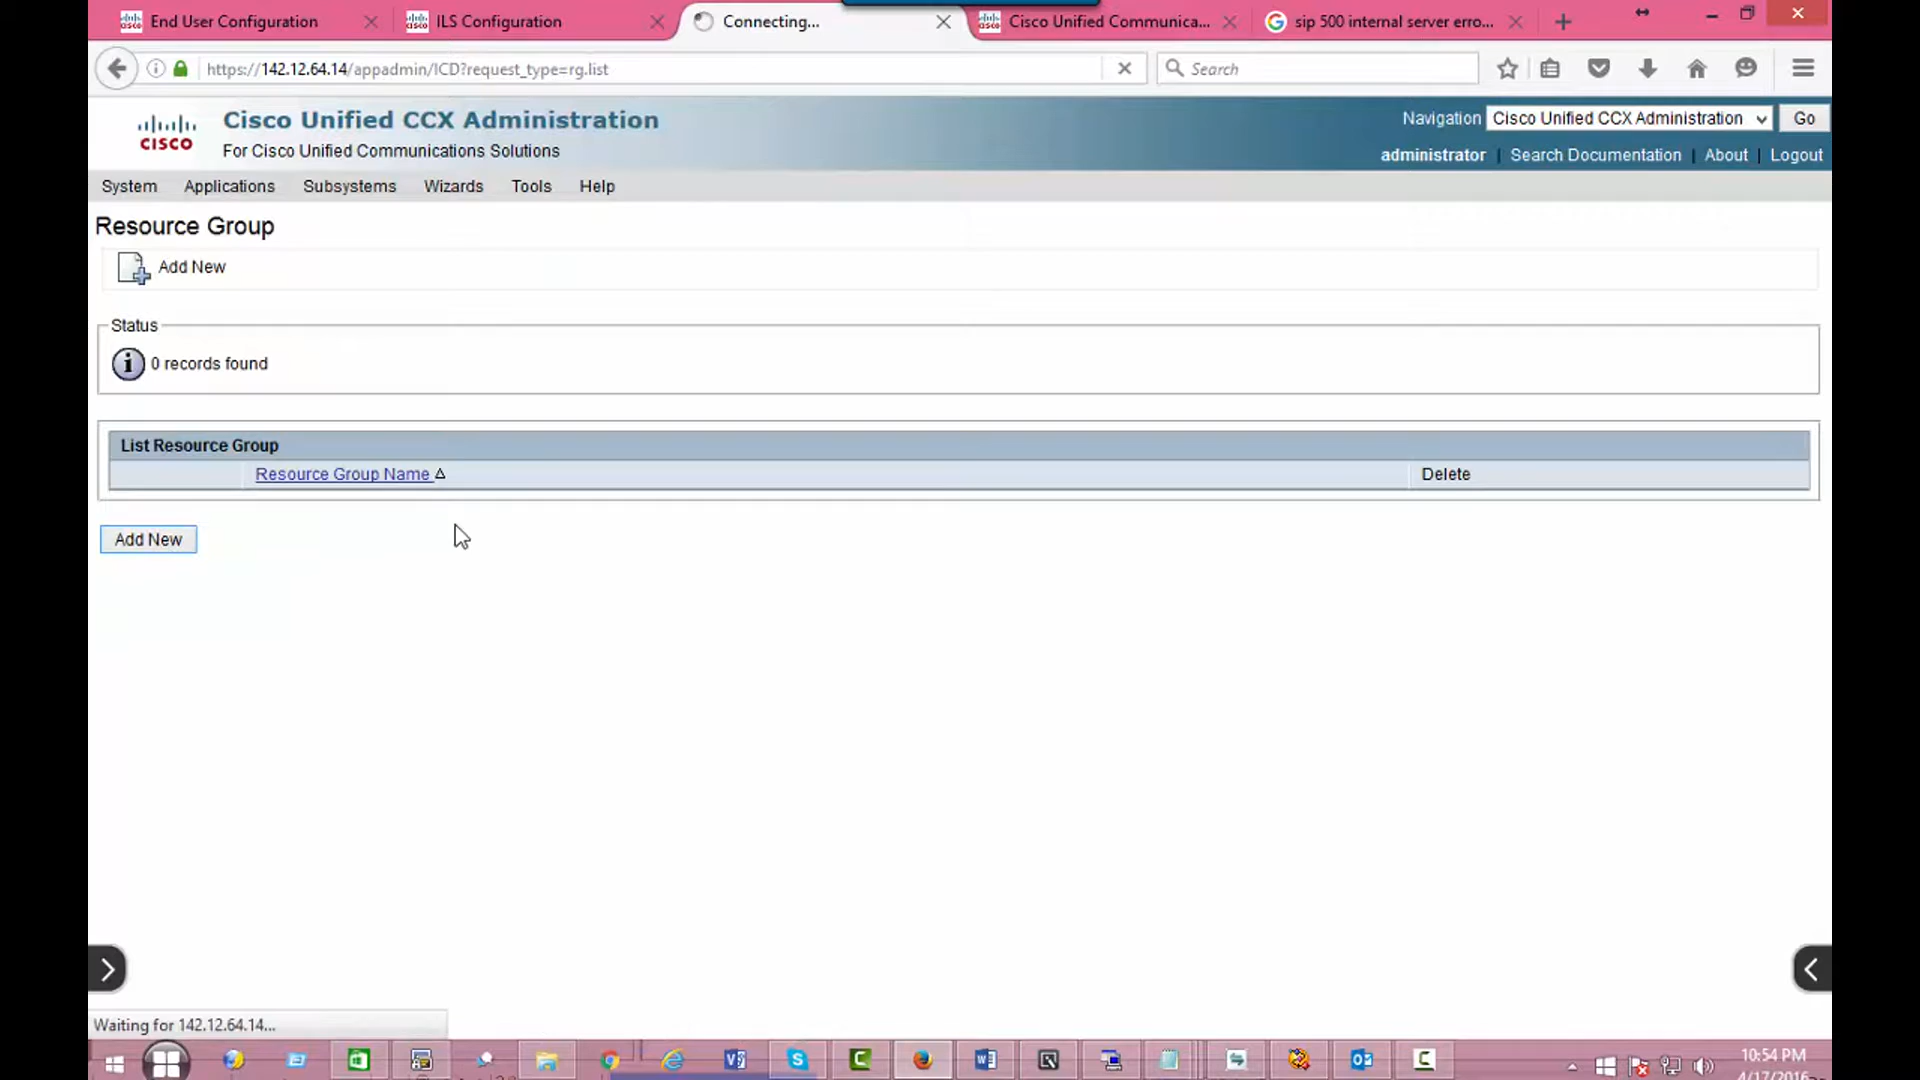 End User Configuration
ILS Configuration
Connecting...
Cisco Unified Communica...
sip 500 internal server erro...
https://142.12.64.14/appadmin/ICD?request_type=rg.list
Search
CISCO
Cisco Unified CCX Administration
For Cisco Unified Communications Solutions
Navigation Cisco Unified CCX Administration Go
administrator | Search Documentation | About | Logout
System Applications Subsystems Wizards Tools Help
Resource Group
Add New
Status
0 records found
List Resource Group
Resource Group Name Delete
Add New
Waiting for 142.12.64.14...
10:54 PM
4/17/2016